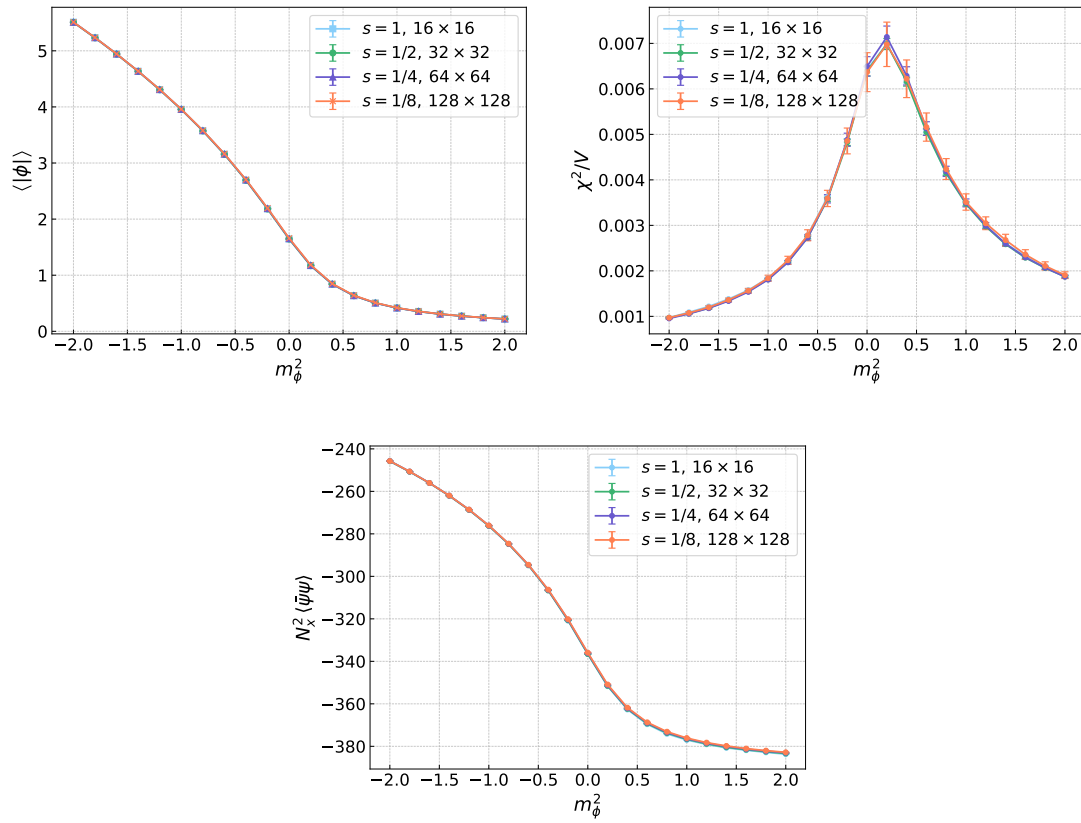 s = 1, 16 × 16
s = 1/2, 32 × 32
s = 1/4, 64 × 64
s = 1/8, 128 × 128
5
4
3
2
1
0
⟨|ϕ|⟩
−2.0 −1.5 −1.0 −0.5 0.0 0.5 1.0 1.5 2.0
m²_ϕ
s = 1, 16 × 16
s = 1/2, 32 × 32
s = 1/4, 64 × 64
s = 1/8, 128 × 128
0.007
0.006
0.005
0.004
0.003
0.002
0.001
χ²/V
−2.0 −1.5 −1.0 −0.5 0.0 0.5 1.0 1.5 2.0
m²_ϕ
s = 1, 16 × 16
s = 1/2, 32 × 32
s = 1/4, 64 × 64
s = 1/8, 128 × 128
−240
−260
−280
−300
−320
−340
−360
−380
N²_x⟨ψ̄ψ⟩
−2.0 −1.5 −1.0 −0.5 0.0 0.5 1.0 1.5 2.0
m²_ϕ